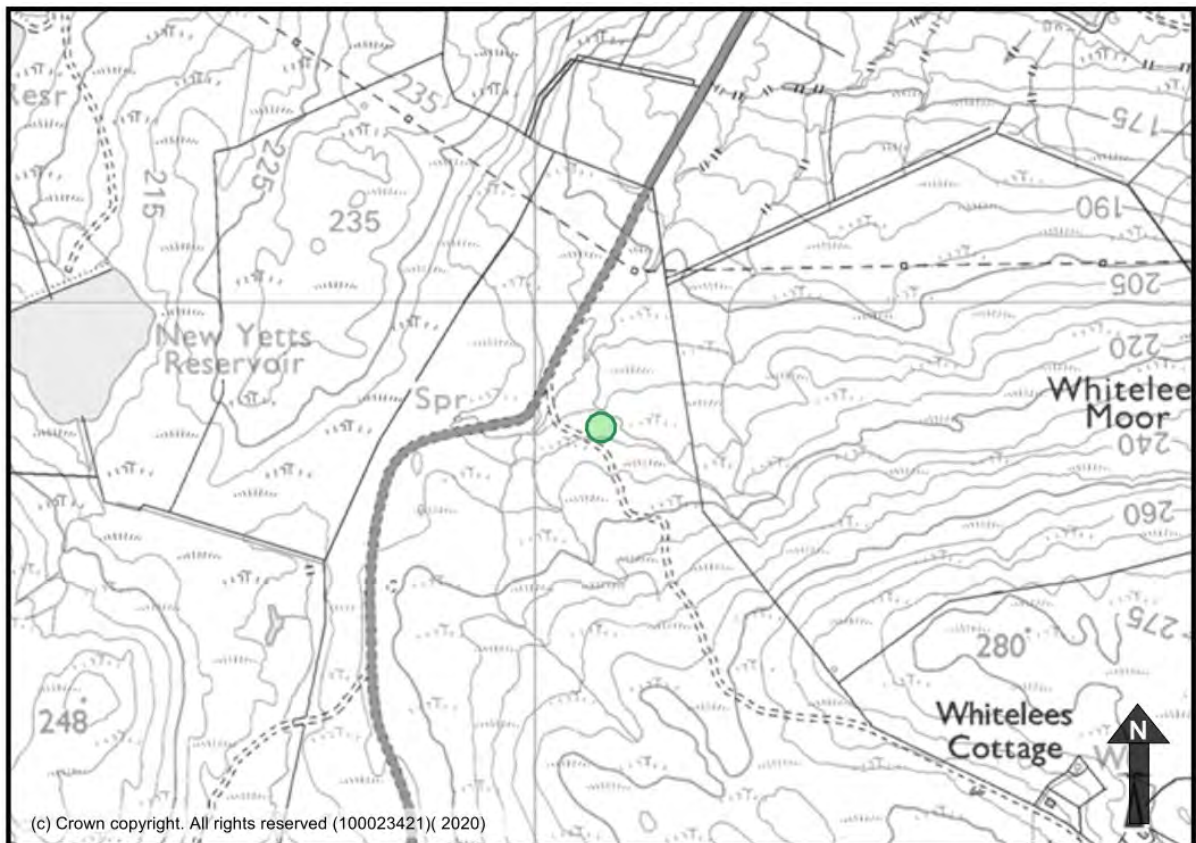 Resr
235
175
215
225
235
190
205
New Yetts
Reservoir
220
Spr
Whitelee
Moor
240
260
275
280
248
Whitelees
Cottage
N
W
(c) Crown copyright. All rights reserved (100023421)( 2020)